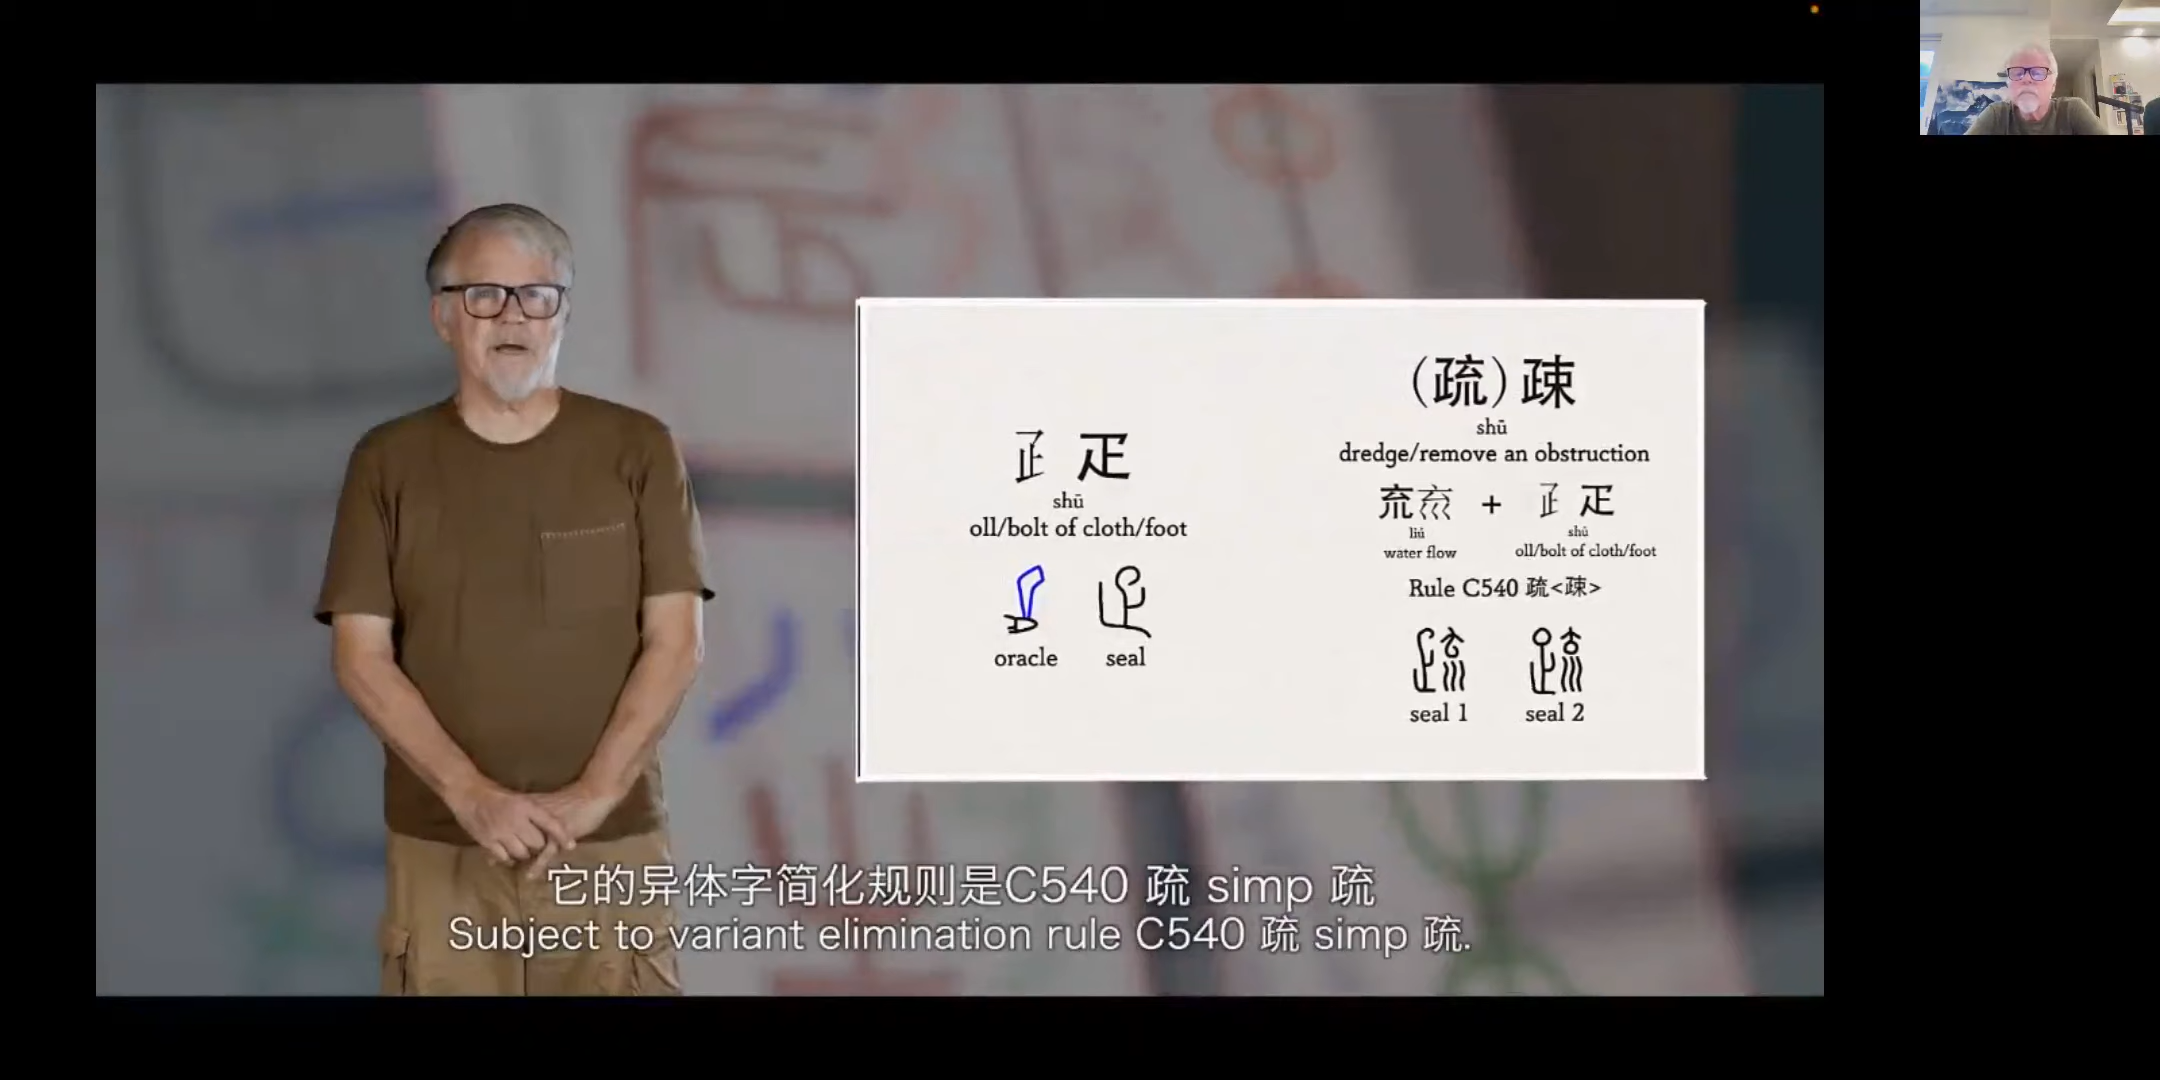 𤴔 疋
shū
oll/bolt of cloth/foot
oracle seal
(疏) 疎
shū
dredge/remove an obstruction
㐬 + 疋
liú shū
water flow oll/bolt of cloth/foot
Rule C540 疏<疎>
seal 1 seal 2
它的异体字简化规则是C540 疏 simp 疏
Subject to variant elimination rule C540 疏 simp 疏.